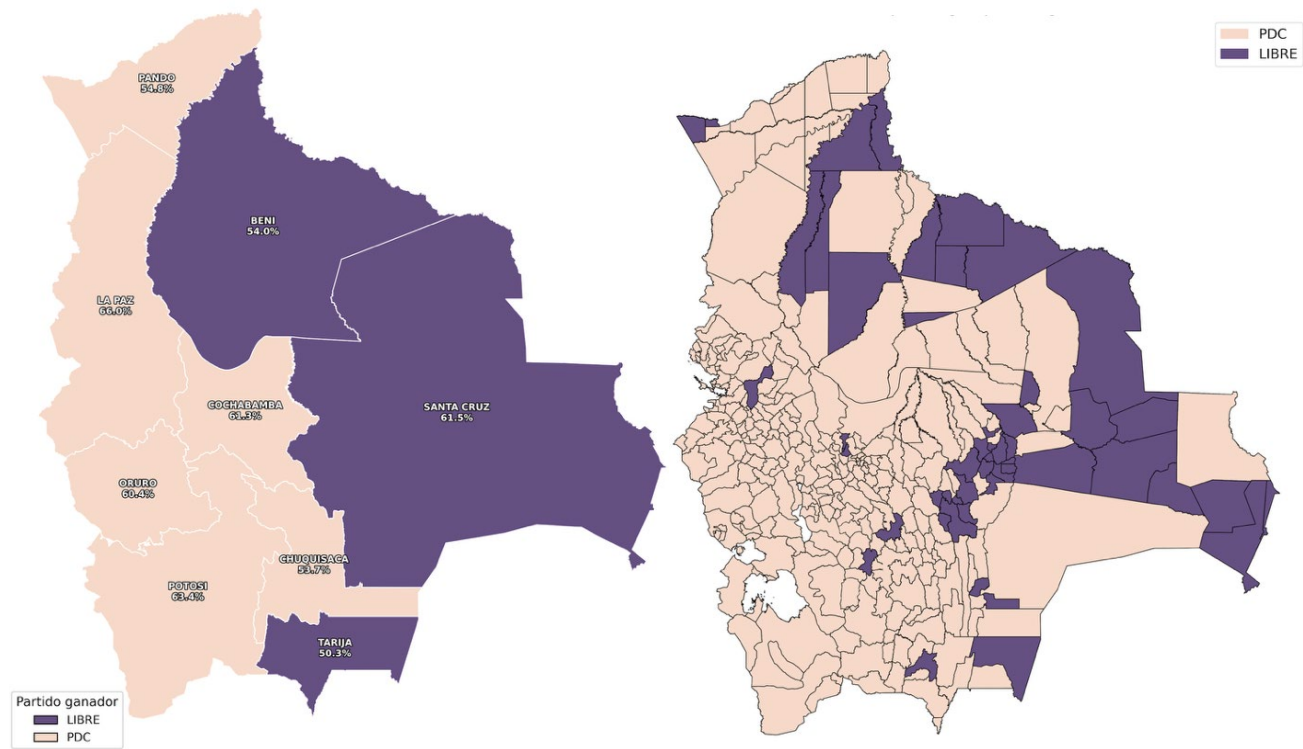 PANDO
54.8%
BENI
54.0%
LA PAZ
66.0%
COCHABAMBA
61.3%
SANTA CRUZ
61.5%
ORURO
60.4%
CHUQUISACA
53.7%
POTOSI
63.4%
TARIJA
50.3%
Partido ganador
LIBRE
PDC
PDC
LIBRE